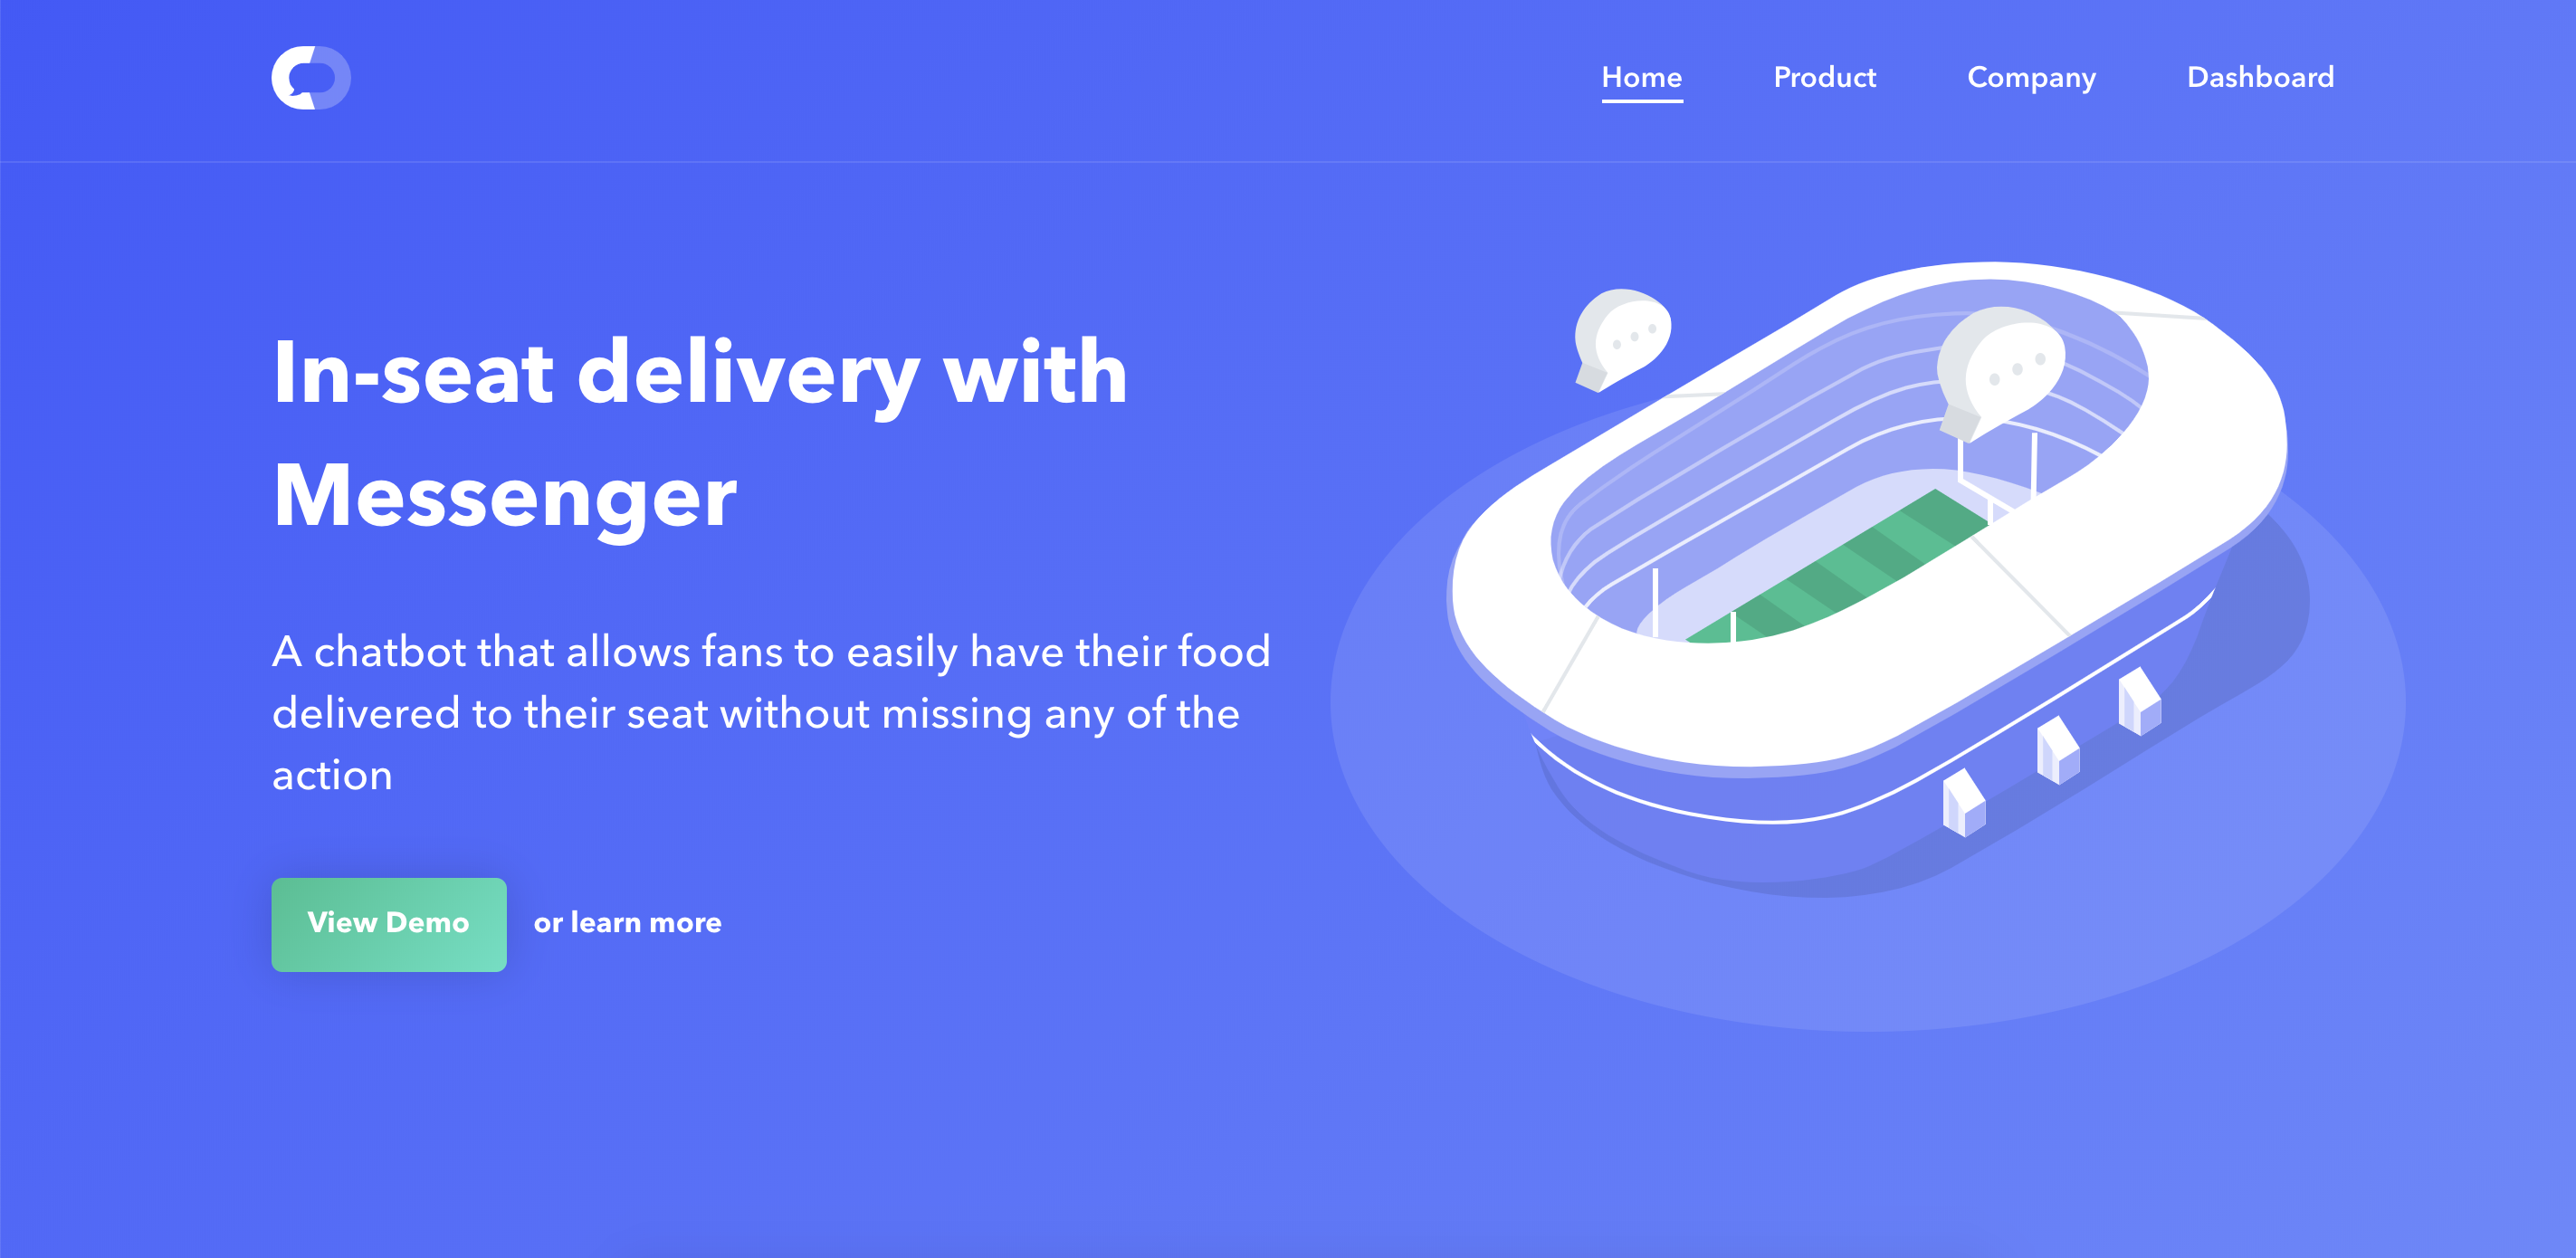 Home Product Company Dashboard
In-seat delivery with
Messenger
A chatbot that allows fans to easily have their food
delivered to their seat without missing any of the
action
View Demo or learn more